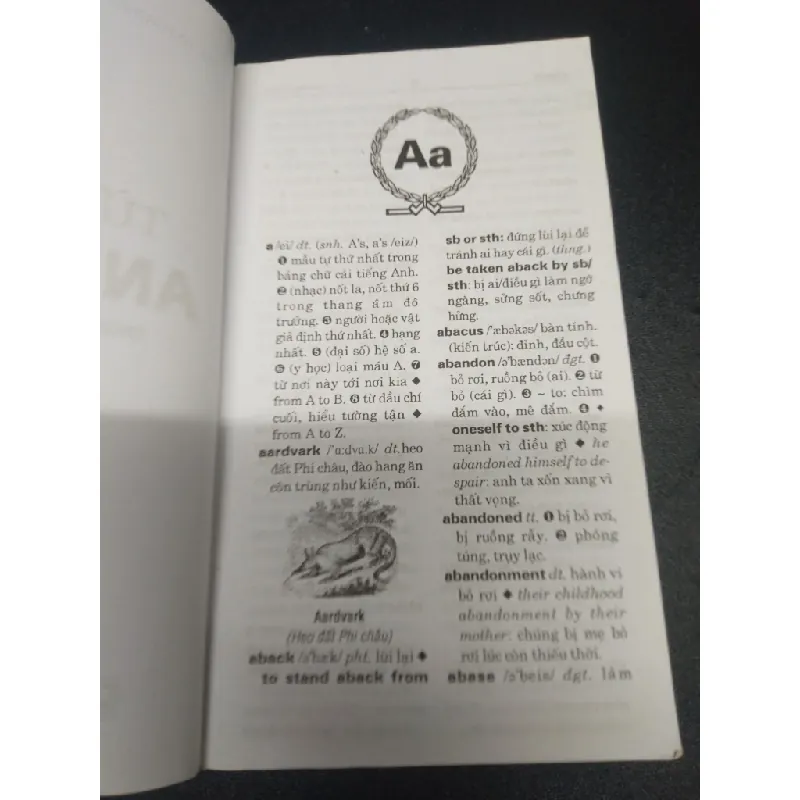 Aa
a /ei/ dt. (snh. A's, a's /eiz/)
❶ mẫu tự thứ nhất trong
bảng chữ cái tiếng Anh.
❷ (nhạc) nốt la, nốt thứ 6
trong thang âm đô
trưởng. ❸ người hoặc vật
giả định thứ nhất. ❹ hạng
nhất. ❺ (đại số) hệ số a.
❻ (y học) loại máu A. ❼
từ nơi này tới nơi kia ◆
from A to B. ❽ từ đầu chí
cuối, hiểu tường tận ◆
from A to Z.
aardvark /'ɑ:dvɑ:k/ dt. heo
đất Phi châu, đào hang ăn
côn trùng như kiến, mối.
Aardvark
(Heo đất Phi châu)
aback /ə'bæk/ pht. lùi lại ◆
to stand aback from
sb or sth: đứng lùi lại để
tránh ai hay cái gì. (thng.)
be taken aback by sb/
sth: bị ai/điều gì làm ngỡ
ngàng, sửng sốt, chưng
hửng.
abacus /'æbəkəs/ bàn tính.
(kiến trúc): đỉnh, đầu cột.
abandon /ə'bændən/ đgt. ❶
bỏ rơi, ruồng bỏ (ai). ❷ từ
bỏ (cái gì). ❸ ~ to: chìm
đắm vào, mê đắm. ❹ ◆
oneself to sth: xúc động
mạnh vì điều gì ◆ he
abandoned himself to de-
spair: anh ta xốn xang vì
thất vọng.
abandoned tt. ❶ bị bỏ rơi,
bị ruồng rẫy. ❷ phóng
túng, trụy lạc.
abandonment dt. hành vi
bỏ rơi ◆ their childhood
abandonment by their
mother: chúng bị mẹ bỏ
rơi lúc còn thiếu thời.
abase /ə'beis/ đgt. làm